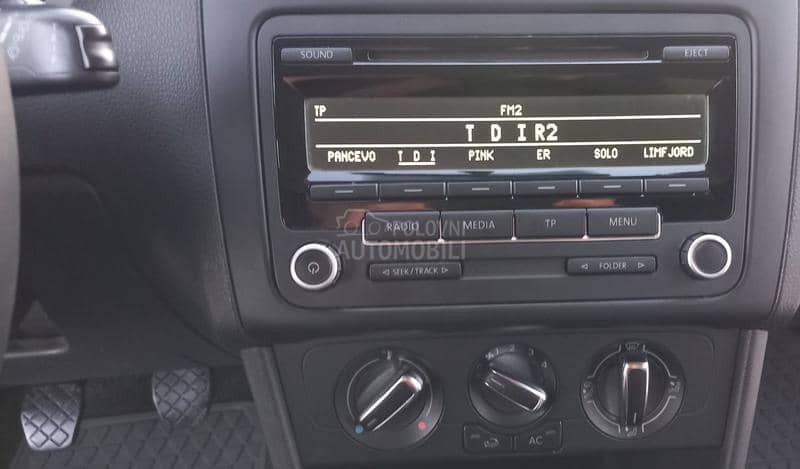 SOUND
EJECT
TP FM2
T D I R2
PANCEVO T D I PINK ER SOLO LIMFJORD
RADIO MEDIA TP MENU
POLOVNI
AUTOMOBILI
SEEK/TRACK
FOLDER
AC